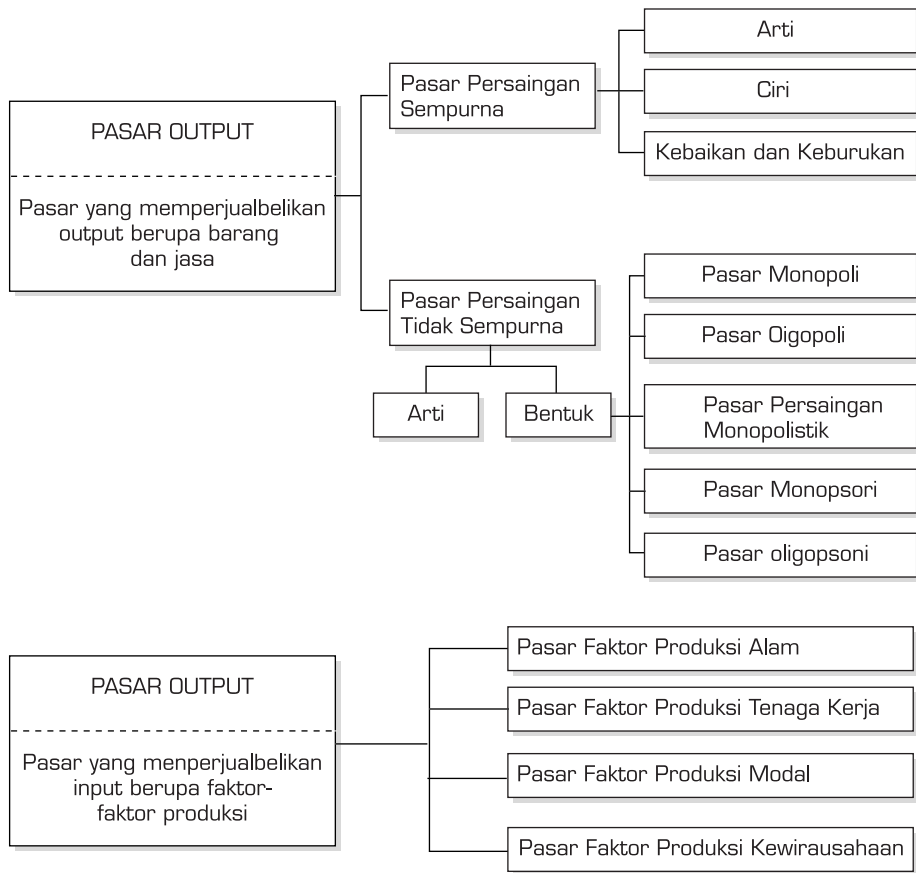 PASAR OUTPUT
Pasar yang memperjualbelikan
output berupa barang
dan jasa
Pasar Persaingan
Sempurna
Arti
Ciri
Kebaikan dan Keburukan
Pasar Persaingan
Tidak Sempurna
Arti
Bentuk
Pasar Monopoli
Pasar Oigopoli
Pasar Persaingan
Monopolistik
Pasar Monopsori
Pasar oligopsoni
PASAR OUTPUT
Pasar yang menperjualbelikan
input berupa faktor-
faktor produksi
Pasar Faktor Produksi Alam
Pasar Faktor Produksi Tenaga Kerja
Pasar Faktor Produksi Modal
Pasar Faktor Produksi Kewirausahaan